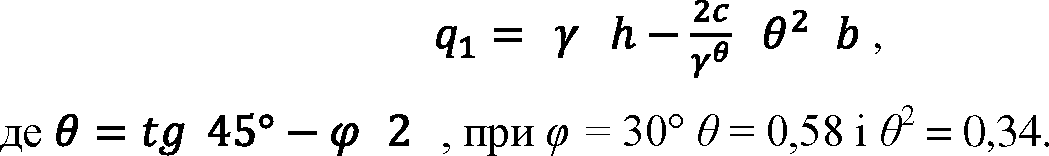 q₁ = γ h − 2c/γ^θ θ² b ,
де θ = tg 45° − φ 2 , при φ = 30° θ = 0,58 і θ² = 0,34.